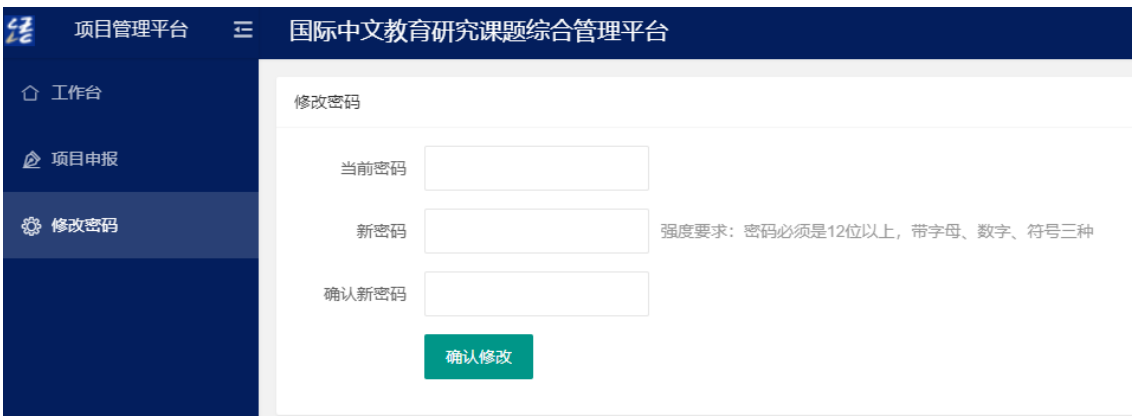 项目管理平台
国际中文教育研究课题综合管理平台
工作台
项目申报
修改密码
修改密码
当前密码
新密码
强度要求：密码必须是12位以上，带字母、数字、符号三种
确认新密码
确认修改